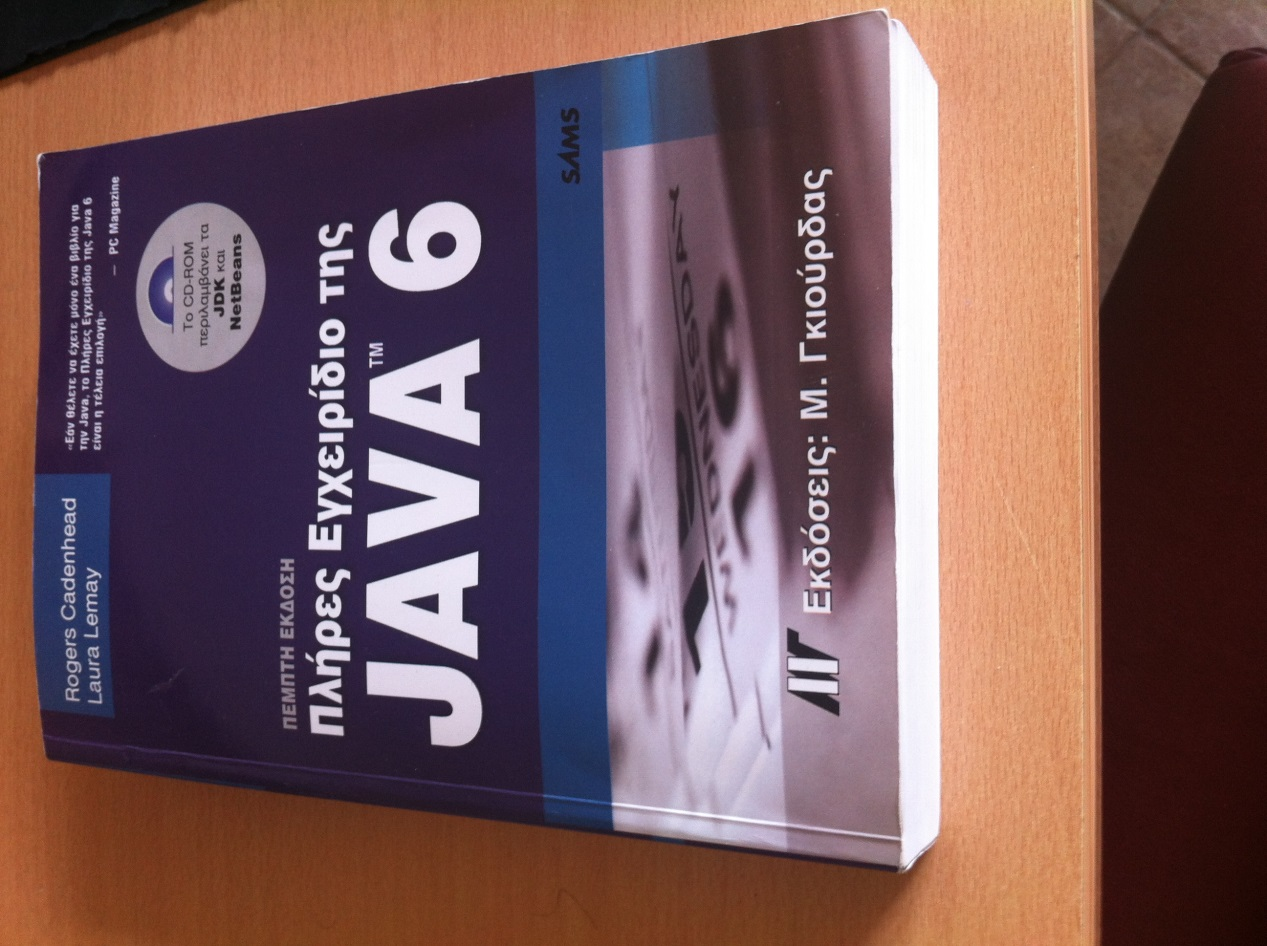 Rogers Cadenhead
Laura Lemay
«Εάν θέλετε να έχετε μόνο ένα βιβλίο για
την Java, το Πλήρες Εγχειρίδιο της Java 6
είναι η τέλεια επιλογή»
— PC Magazine
Το CD-ROM
περιλαμβάνει τα
JDK και
NetBeans
ΠΕΜΠΤΗ ΕΚΔΟΣΗ
Πλήρες Εγχειρίδιο της
JAVA™ 6
SAMS
WEDNESDAY
Εκδόσεις: Μ. Γκιούρδας